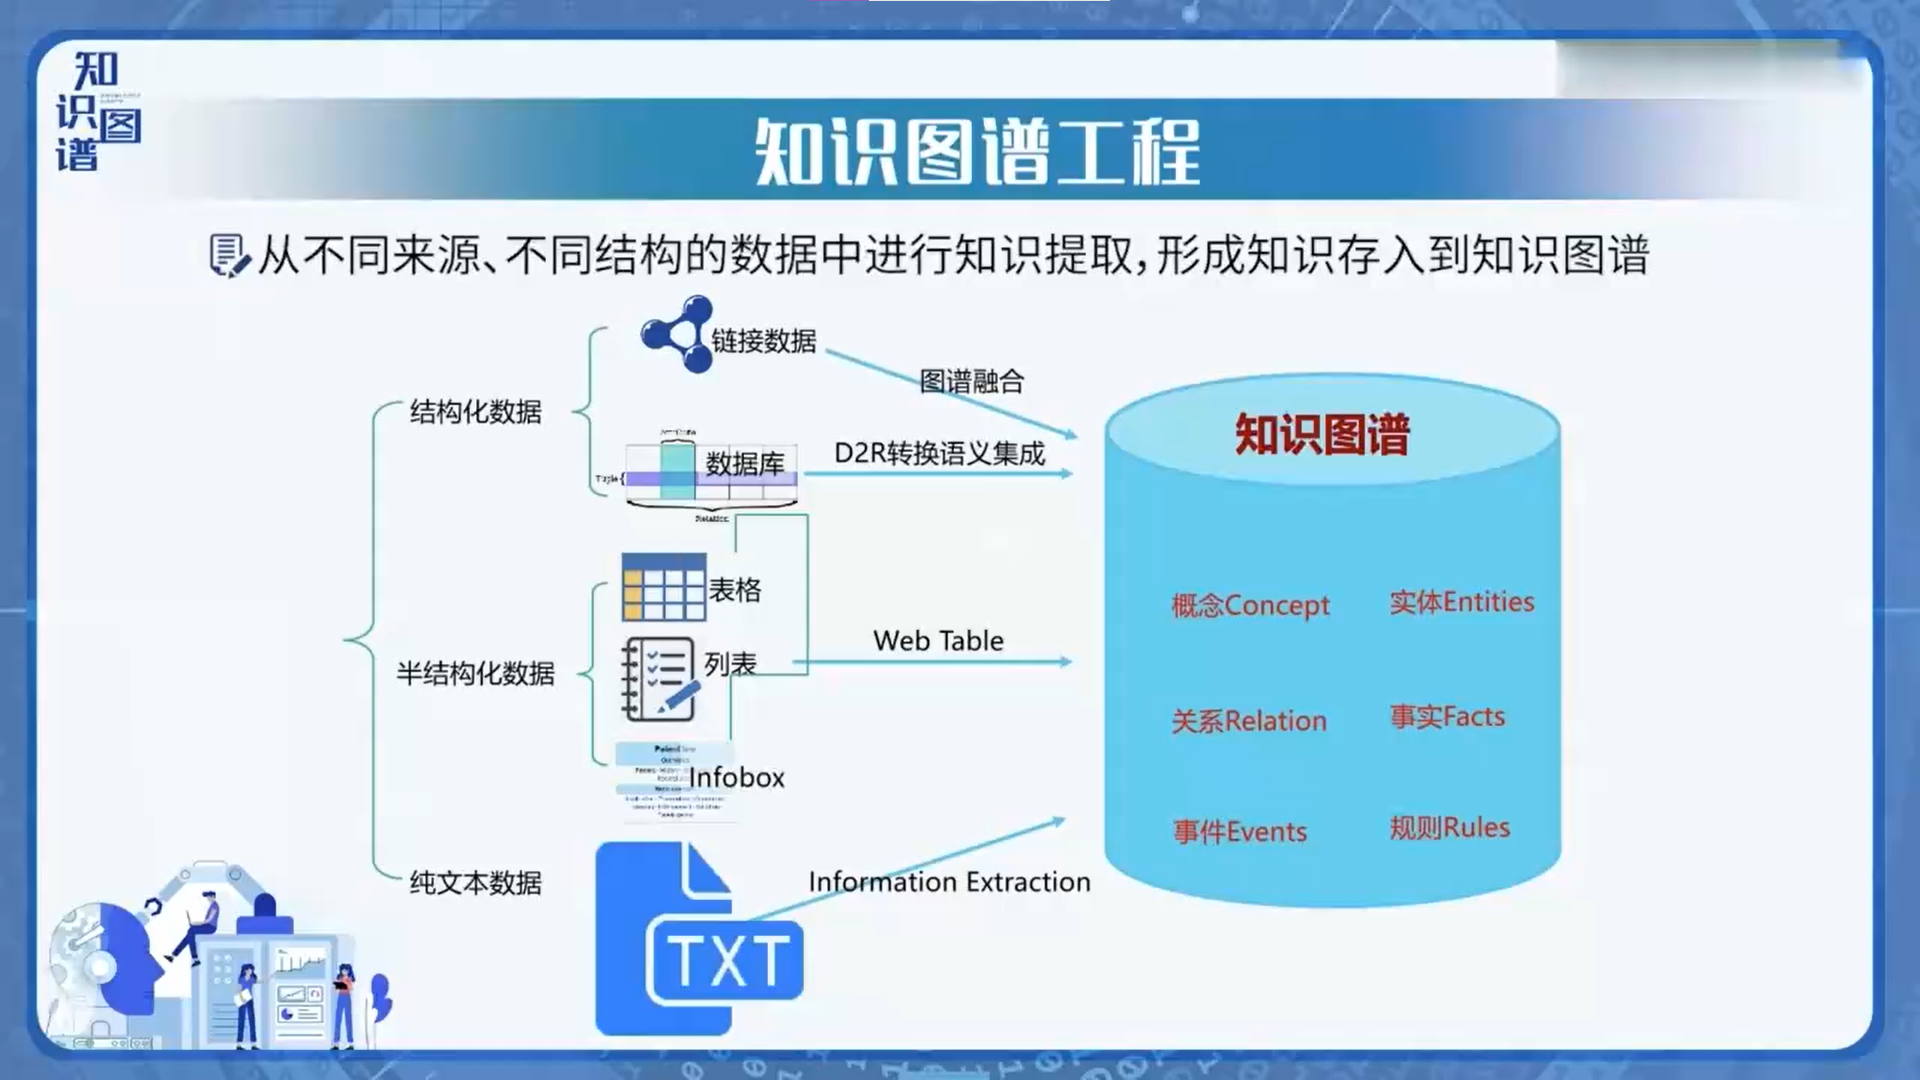 知
识图
谱
知识图谱工程
从不同来源、不同结构的数据中进行知识提取,形成知识存入到知识图谱
链接数据
图谱融合
结构化数据
数据库
Tuple
Relation
D2R转换语义集成
知识图谱
表格
列表
Web Table
半结构化数据
Infobox
概念Concept
实体Entities
关系Relation
事实Facts
事件Events
规则Rules
纯文本数据
Information Extraction
TXT